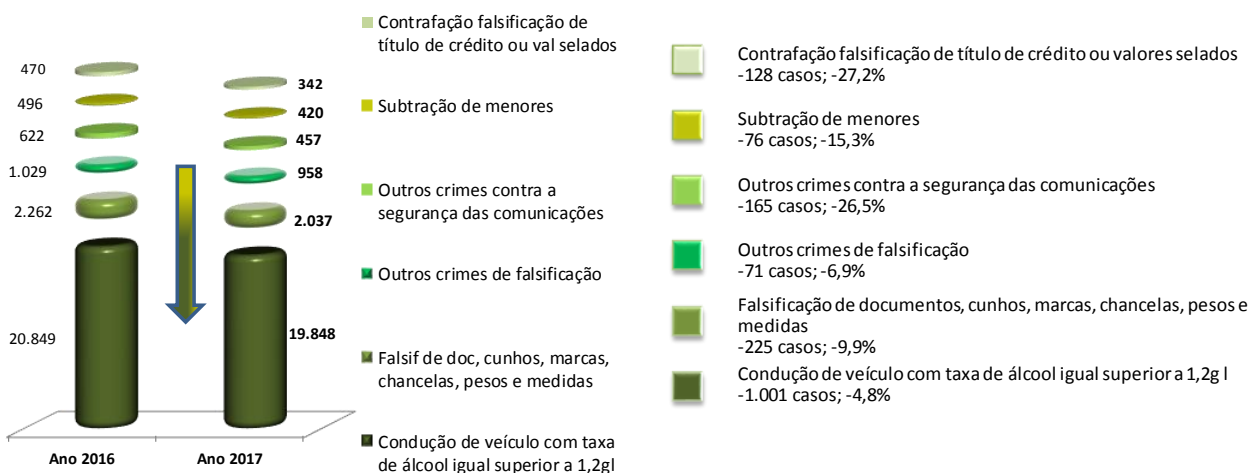 470
496
622
1.029
2.262
20.849
342
420
457
958
2.037
19.848
Ano 2016
Ano 2017
Contrafação falsificação de
título de crédito ou val selados
Subtração de menores
Outros crimes contra a
segurança das comunicações
Outros crimes de falsificação
Falsif de doc, cunhos, marcas,
chancelas, pesos e medidas
Condução de veículo com taxa
de álcool igual superior a 1,2gl
Contrafação falsificação de título de crédito ou valores selados
-128 casos; -27,2%
Subtração de menores
-76 casos; -15,3%
Outros crimes contra a segurança das comunicações
-165 casos; -26,5%
Outros crimes de falsificação
-71 casos; -6,9%
Falsificação de documentos, cunhos, marcas, chancelas, pesos e
medidas
-225 casos; -9,9%
Condução de veículo com taxa de álcool igual superior a 1,2g l
-1.001 casos; -4,8%